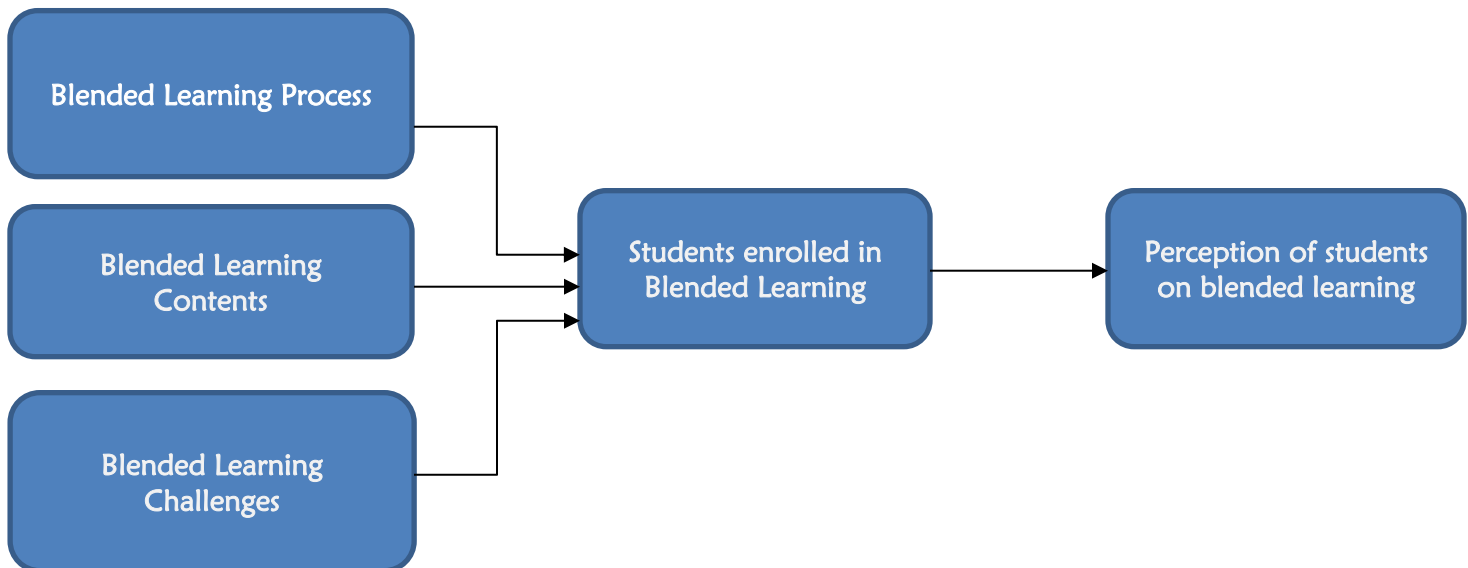 Blended Learning Process
Blended Learning
Contents
Blended Learning
Challenges
Students enrolled in
Blended Learning
Perception of students
on blended learning